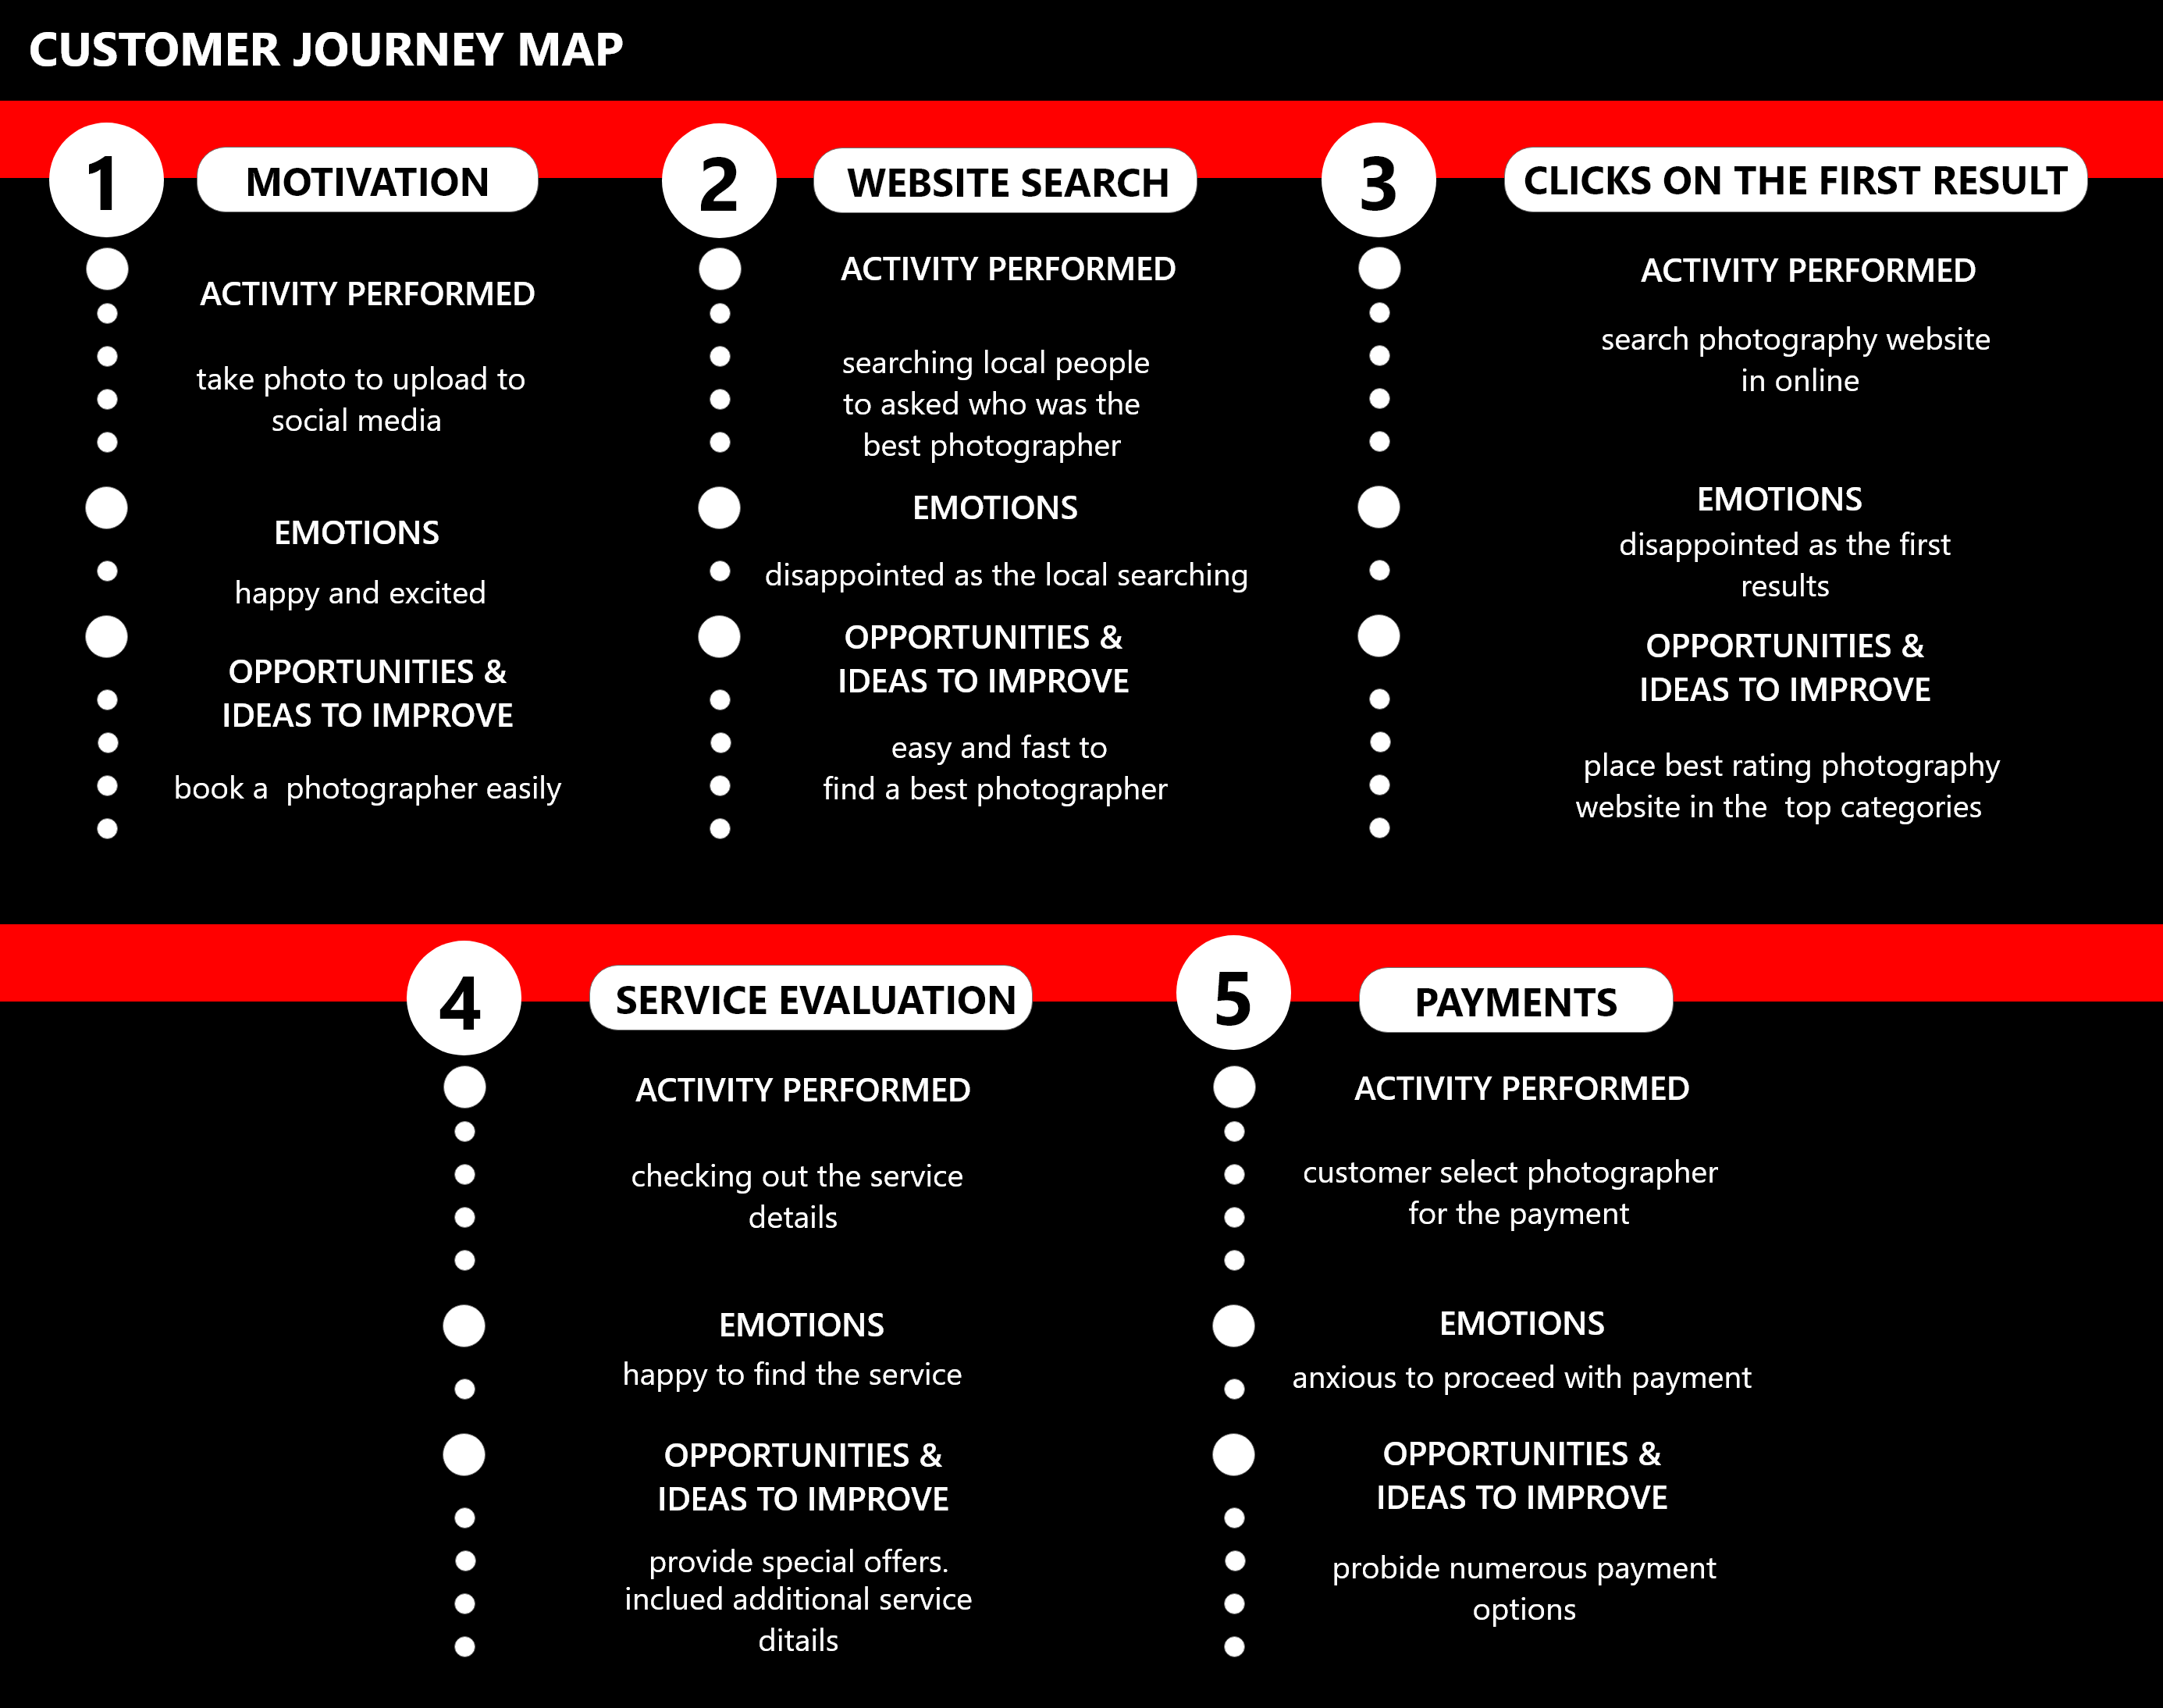 CUSTOMER JOURNEY MAP
1
MOTIVATION
ACTIVITY PERFORMED
take photo to upload to
social media
EMOTIONS
happy and excited
OPPORTUNITIES &
IDEAS TO IMPROVE
book a  photographer easily
2
WEBSITE SEARCH
ACTIVITY PERFORMED
searching local people
to asked who was the
best photographer
EMOTIONS
disappointed as the local searching
OPPORTUNITIES &
IDEAS TO IMPROVE
easy and fast to
find a best photographer
3
CLICKS ON THE FIRST RESULT
ACTIVITY PERFORMED
search photography website
in online
EMOTIONS
disappointed as the first
results
OPPORTUNITIES &
IDEAS TO IMPROVE
place best rating photography
website in the  top categories
4
SERVICE EVALUATION
ACTIVITY PERFORMED
checking out the service
details
EMOTIONS
happy to find the service
OPPORTUNITIES &
IDEAS TO IMPROVE
provide special offers.
inclued additional service
ditails
5
PAYMENTS
ACTIVITY PERFORMED
customer select photographer
for the payment
EMOTIONS
anxious to proceed with payment
OPPORTUNITIES &
IDEAS TO IMPROVE
probide numerous payment
options